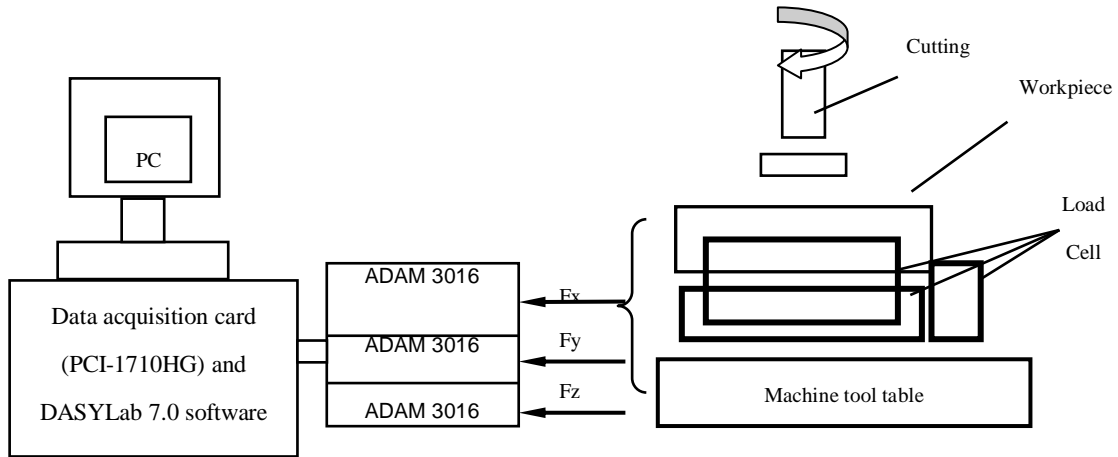 Cutting
Workpiece
PC
Load
Cell
ADAM 3016
Fx
Data acquisition card
(PCI-1710HG) and
DASYLab 7.0 software
ADAM 3016
Fy
ADAM 3016
Fz
Machine tool table